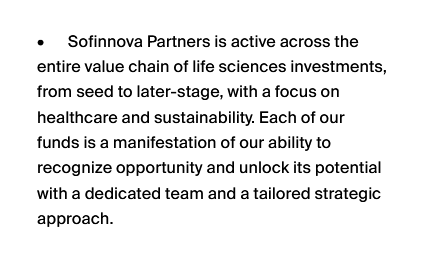 • Sofinnova Partners is active across the
entire value chain of life sciences investments,
from seed to later-stage, with a focus on
healthcare and sustainability. Each of our
funds is a manifestation of our ability to
recognize opportunity and unlock its potential
with a dedicated team and a tailored strategic
approach.